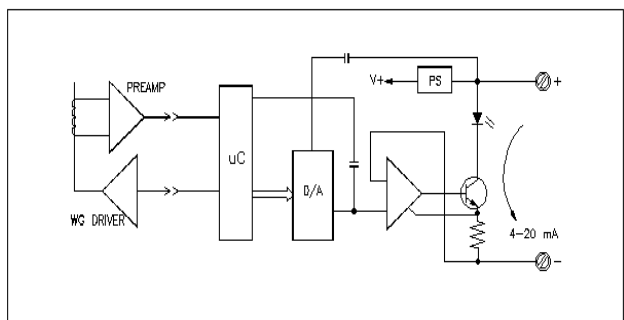 PREAMP
WG DRIVER
uC
D/A
V+
PS
+
4-20 mA
-